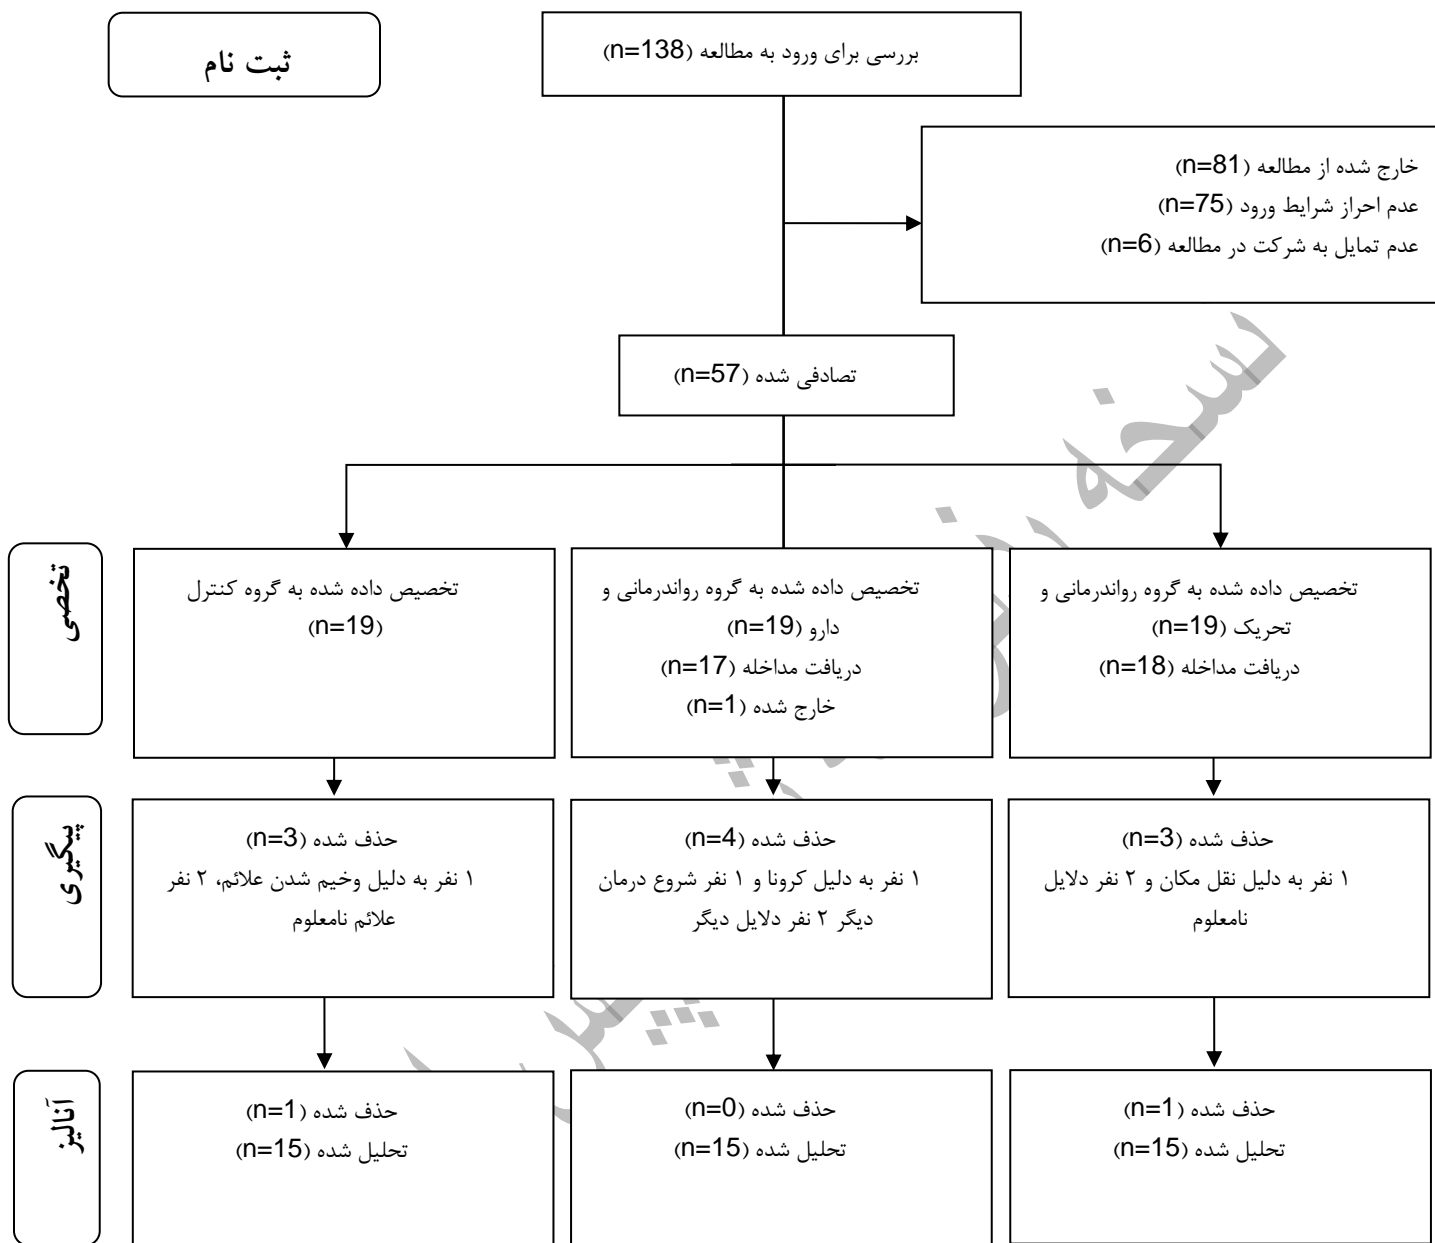 ثبت نام
بررسی برای ورود به مطالعه (n=138)
خارج شده از مطالعه (n=81)
عدم احراز شرایط ورود (n=75)
عدم تمایل به شرکت در مطالعه (n=6)
تصادفی شده (n=57)
تخصی
تخصیص داده شده به گروه رواندرمانی و
تحریک (n=19)
دریافت مداخله (n=18)
تخصیص داده شده به گروه رواندرمانی و
دارو (n=19)
دریافت مداخله (n=17)
خارج شده (n=1)
تخصیص داده شده به گروه کنترل
(n=19)
پیگیری
حذف شده (n=3)
۱ نفر به دلیل نقل مکان و ۲ نفر دلایل
نامعلوم
حذف شده (n=4)
۱ نفر به دلیل کرونا و ۱ نفر شروع درمان
دیگر ۲ نفر دلایل دیگر
حذف شده (n=3)
۱ نفر به دلیل وخیم شدن علائم، ۲ نفر
علائم نامعلوم
آنالیز
حذف شده (n=1)
تحلیل شده (n=15)
حذف شده (n=0)
تحلیل شده (n=15)
حذف شده (n=1)
تحلیل شده (n=15)